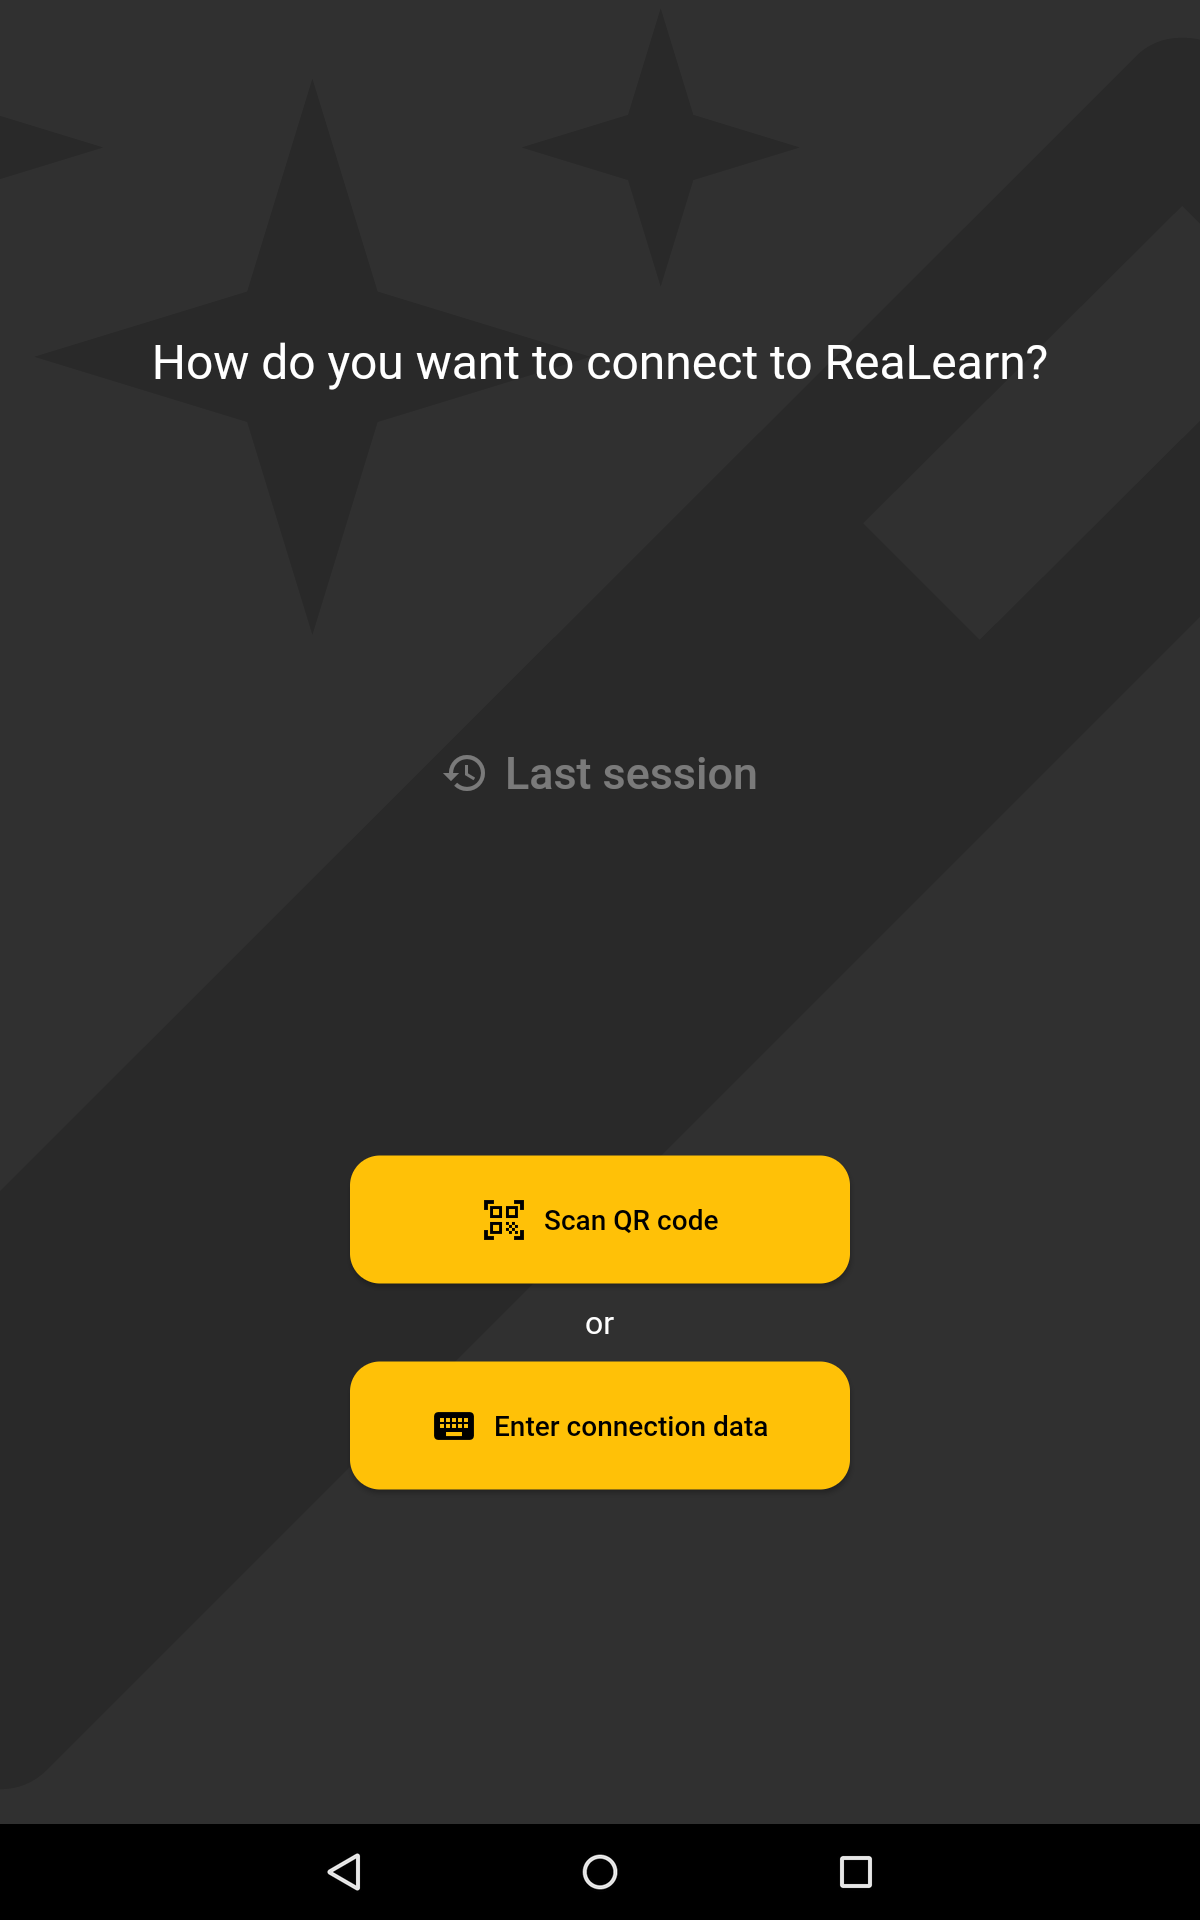 How do you want to connect to ReaLearn?
Last session
Scan QR code
or
Enter connection data